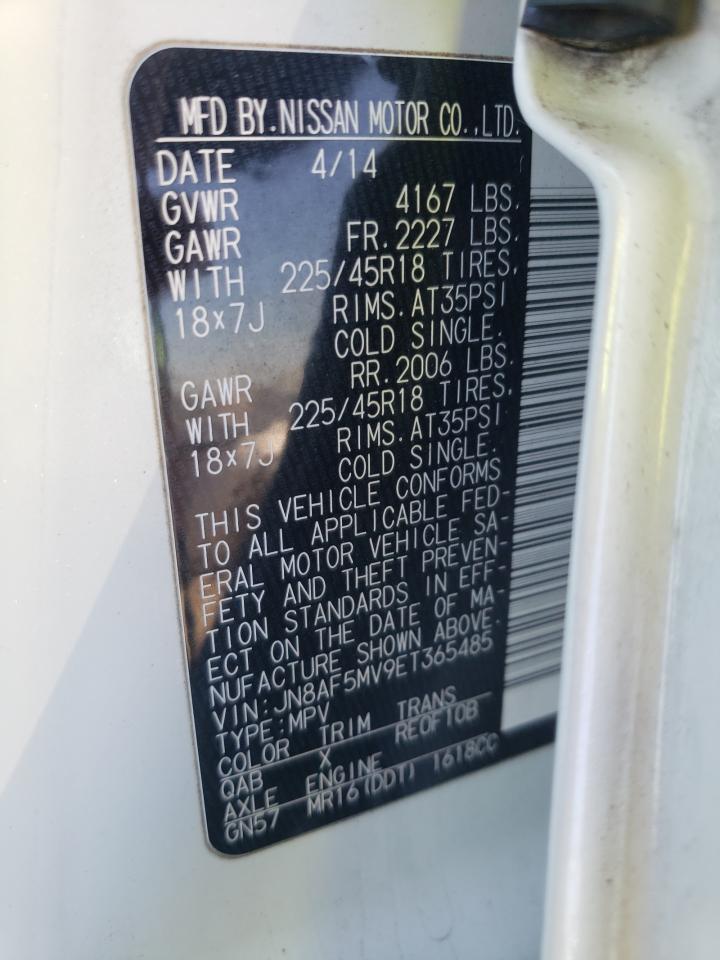 MFD BY. NISSAN MOTOR CO., LTD.
DATE 4/14
GVWR 4167 LBS.
GAWR FR. 2227 LBS.
WITH 225/45R18 TIRES,
18×7J RIMS. AT35PSI
COLD SINGLE.
GAWR RR. 2006 LBS.
WITH 225/45R18 TIRES,
18×7J RIMS. AT35PSI
COLD SINGLE.
THIS VEHICLE CONFORMS
TO ALL APPLICABLE FED-
ERAL MOTOR VEHICLE SA-
FETY AND THEFT PREVEN-
TION STANDARDS IN EFF-
ECT ON THE DATE OF MA-
NUFACTURE SHOWN ABOVE.
VIN:JN8AF5MV9ET365485
TYPE:MPV
COLOR TRIM TRANS
QAB X RE0F10B
AXLE ENGINE
GN57 MR16(DDT) 1618CC